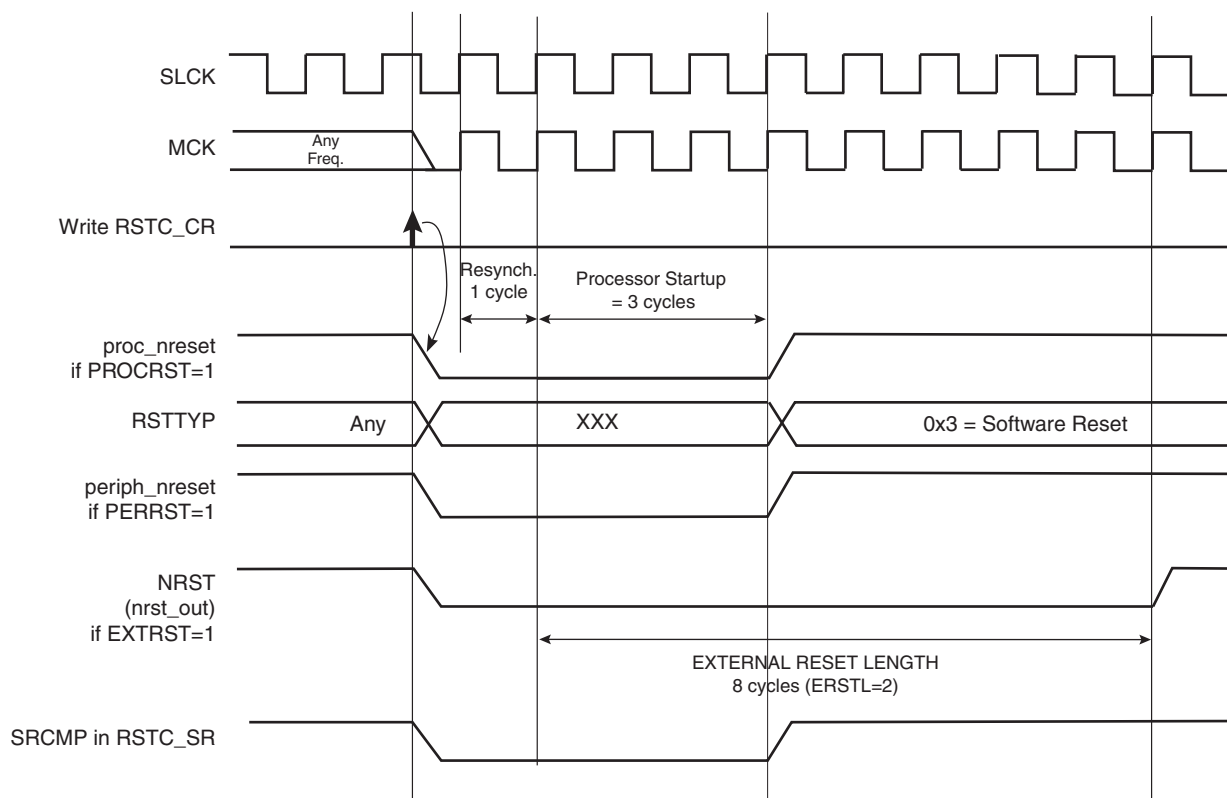 SLCK
MCK
Any
Freq.
Write RSTC_CR
Resynch.
1 cycle
Processor Startup
= 3 cycles
proc_nreset
if PROCRST=1
RSTTYP
Any
XXX
0x3 = Software Reset
periph_nreset
if PERRST=1
NRST
(nrst_out)
if EXTRST=1
EXTERNAL RESET LENGTH
8 cycles (ERSTL=2)
SRCMP in RSTC_SR